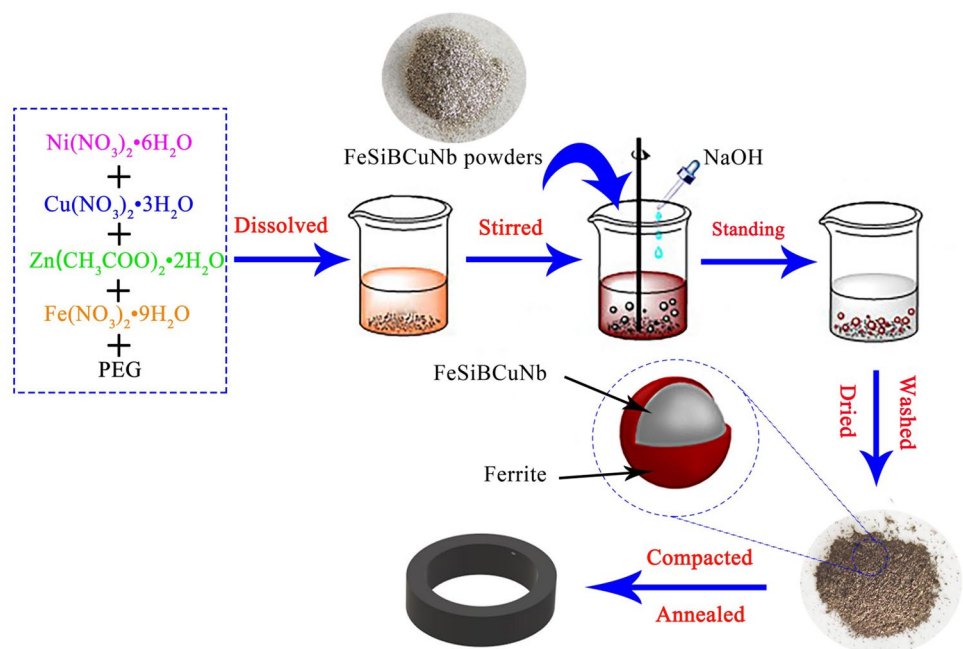 Ni(NO₃)₂•6H₂O
+
Cu(NO₃)₂•3H₂O
+
Zn(CH₃COO)₂•2H₂O
+
Fe(NO₃)₂•9H₂O
+
PEG
Dissolved
FeSiBCuNb powders
Stirred
NaOH
Standing
Washed
Dried
FeSiBCuNb
Ferrite
Compacted
Annealed